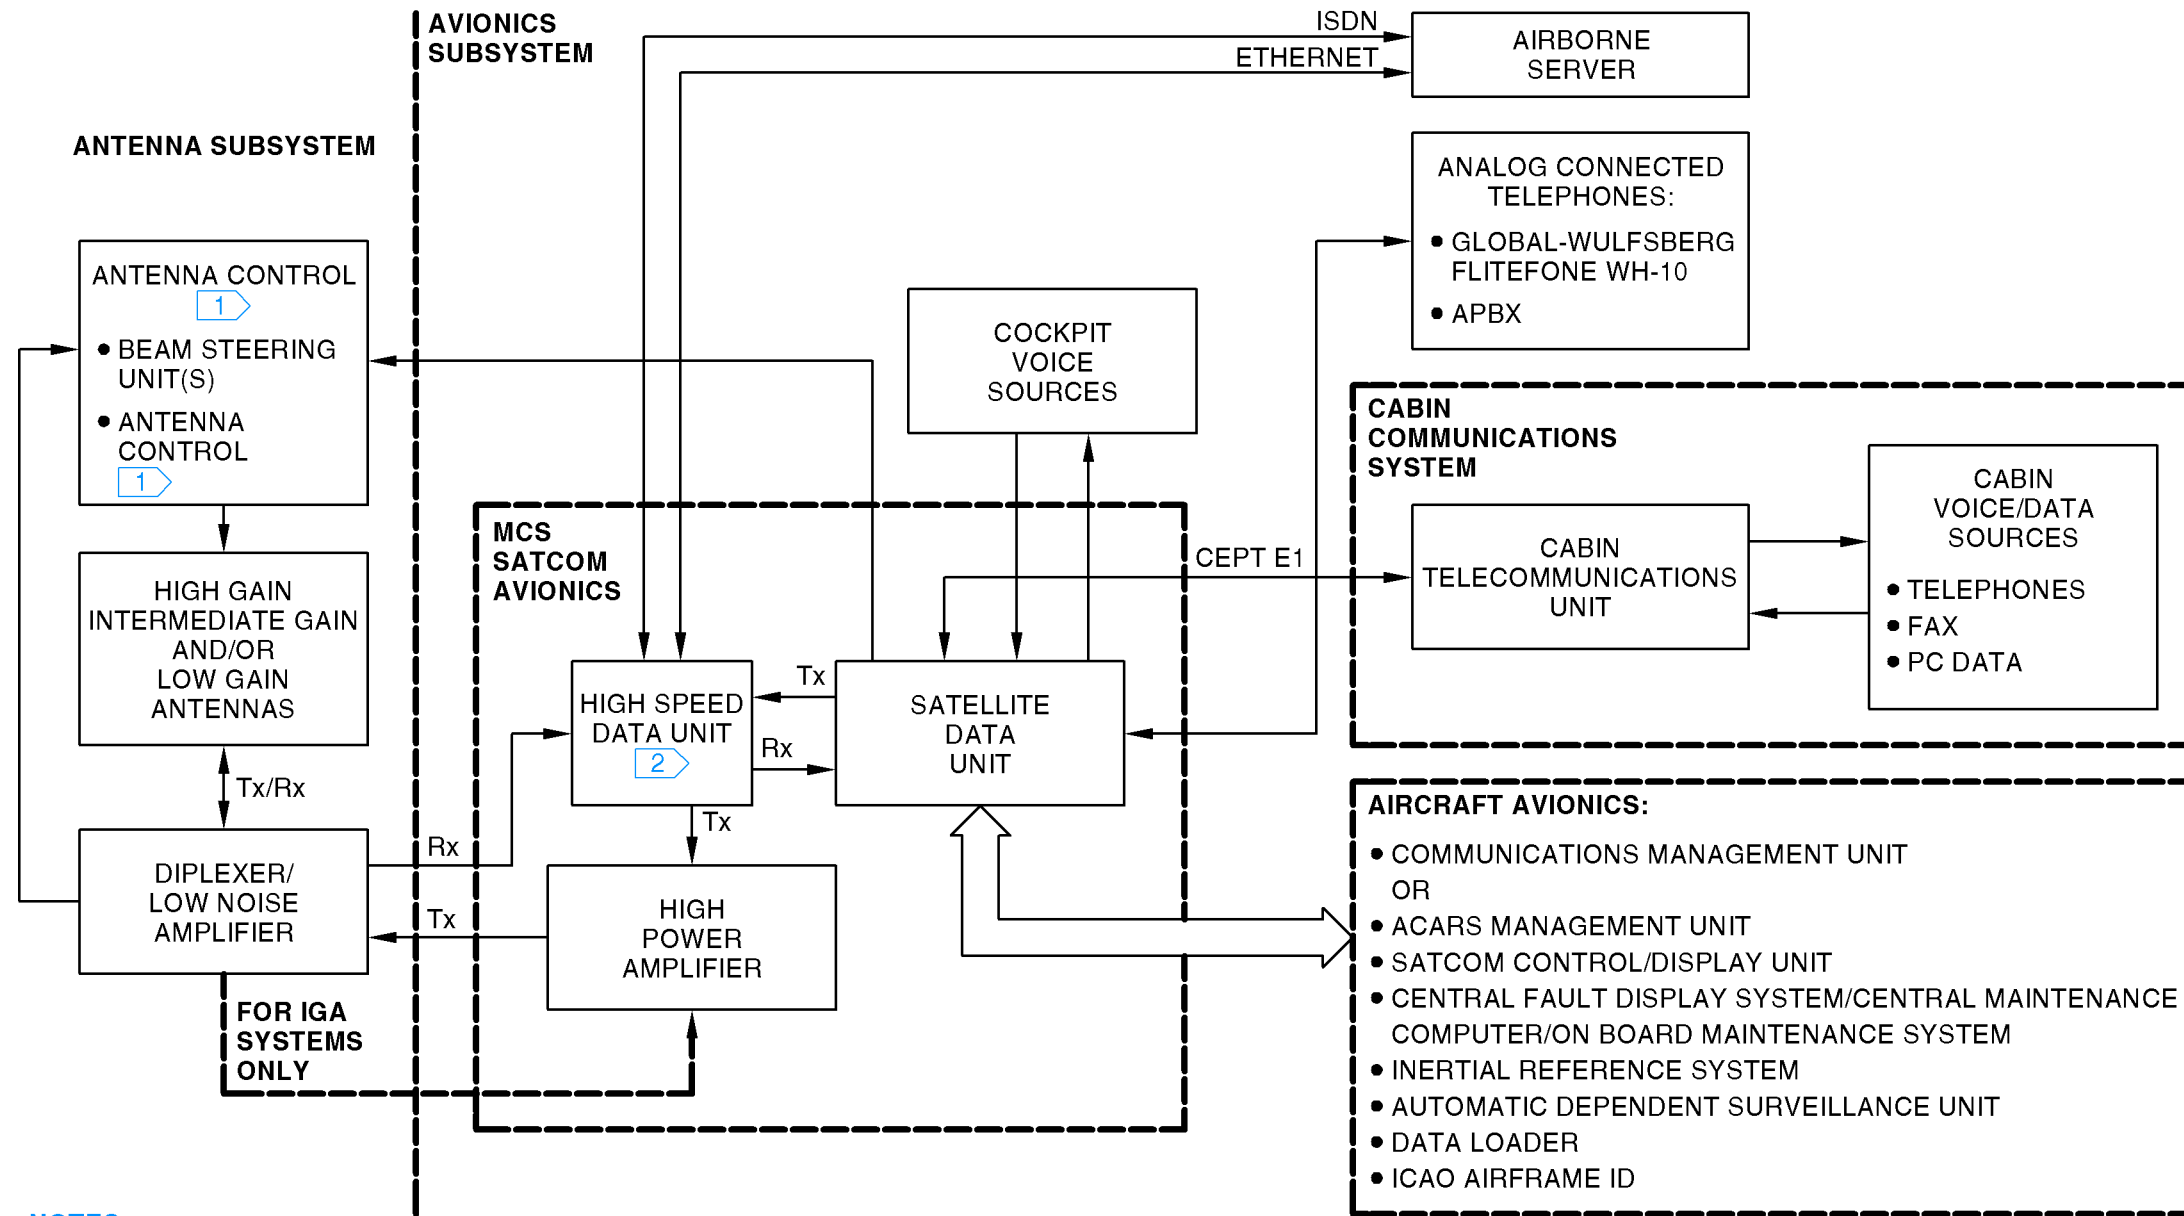 AVIONICS
SUBSYSTEM
ISDN
ETHERNET
AIRBORNE
SERVER
ANTENNA SUBSYSTEM
ANALOG CONNECTED
TELEPHONES:
• GLOBAL-WULFSBERG
FLITEFONE WH-10
• APBX
ANTENNA CONTROL
1
• BEAM STEERING
UNIT(S)
• ANTENNA
CONTROL
1
COCKPIT
VOICE
SOURCES
CABIN
COMMUNICATIONS
SYSTEM
CABIN
VOICE/DATA
SOURCES
• TELEPHONES
• FAX
• PC DATA
CABIN
TELECOMMUNICATIONS
UNIT
MCS
SATCOM
AVIONICS
CEPT E1
HIGH GAIN
INTERMEDIATE GAIN
AND/OR
LOW GAIN
ANTENNAS
Tx/Rx
HIGH SPEED
DATA UNIT
2
Tx
Rx
SATELLITE
DATA
UNIT
Tx
Rx
Tx
DIPLEXER/
LOW NOISE
AMPLIFIER
HIGH
POWER
AMPLIFIER
FOR IGA
SYSTEMS
ONLY
AIRCRAFT AVIONICS:
• COMMUNICATIONS MANAGEMENT UNIT
OR
• ACARS MANAGEMENT UNIT
• SATCOM CONTROL/DISPLAY UNIT
• CENTRAL FAULT DISPLAY SYSTEM/CENTRAL MAINTENANCE
COMPUTER/ON BOARD MAINTENANCE SYSTEM
• INERTIAL REFERENCE SYSTEM
• AUTOMATIC DEPENDENT SURVEILLANCE UNIT
• DATA LOADER
• ICAO AIRFRAME ID